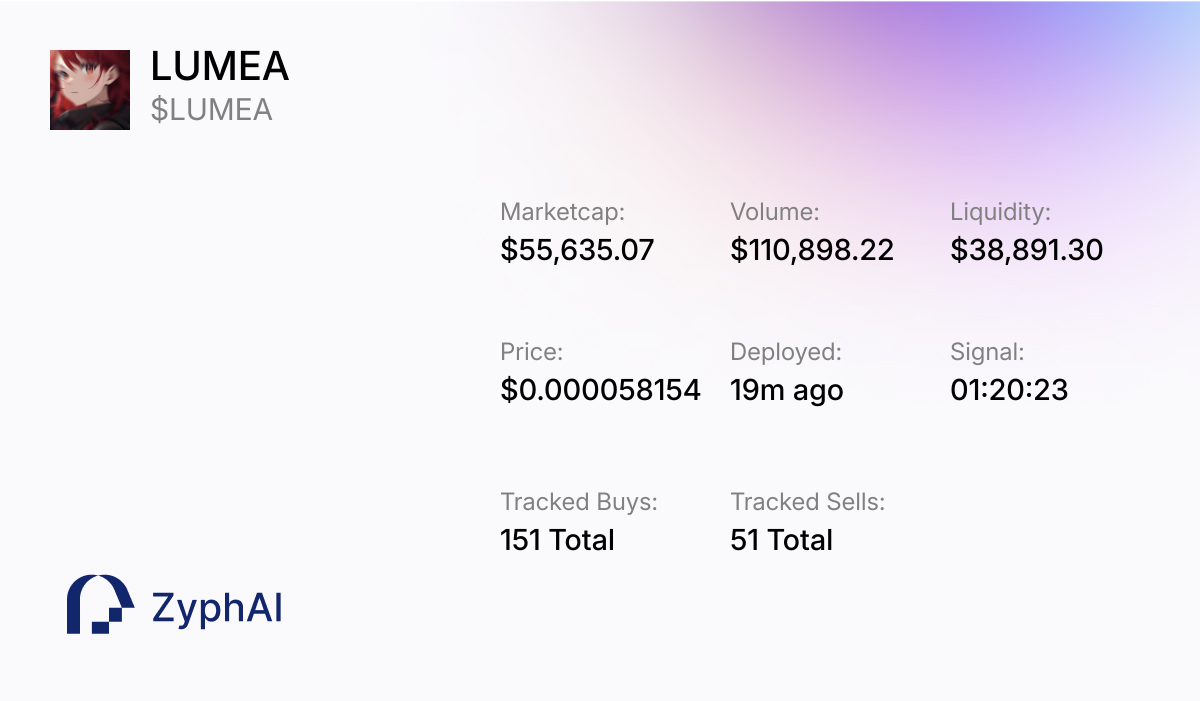 LUMEA
$LUMEA
Marketcap: Volume: Liquidity:
$55,635.07 $110,898.22 $38,891.30
Price: Deployed: Signal:
$0.000058154 19m ago 01:20:23
Tracked Buys: Tracked Sells:
151 Total 51 Total
ZyphAI